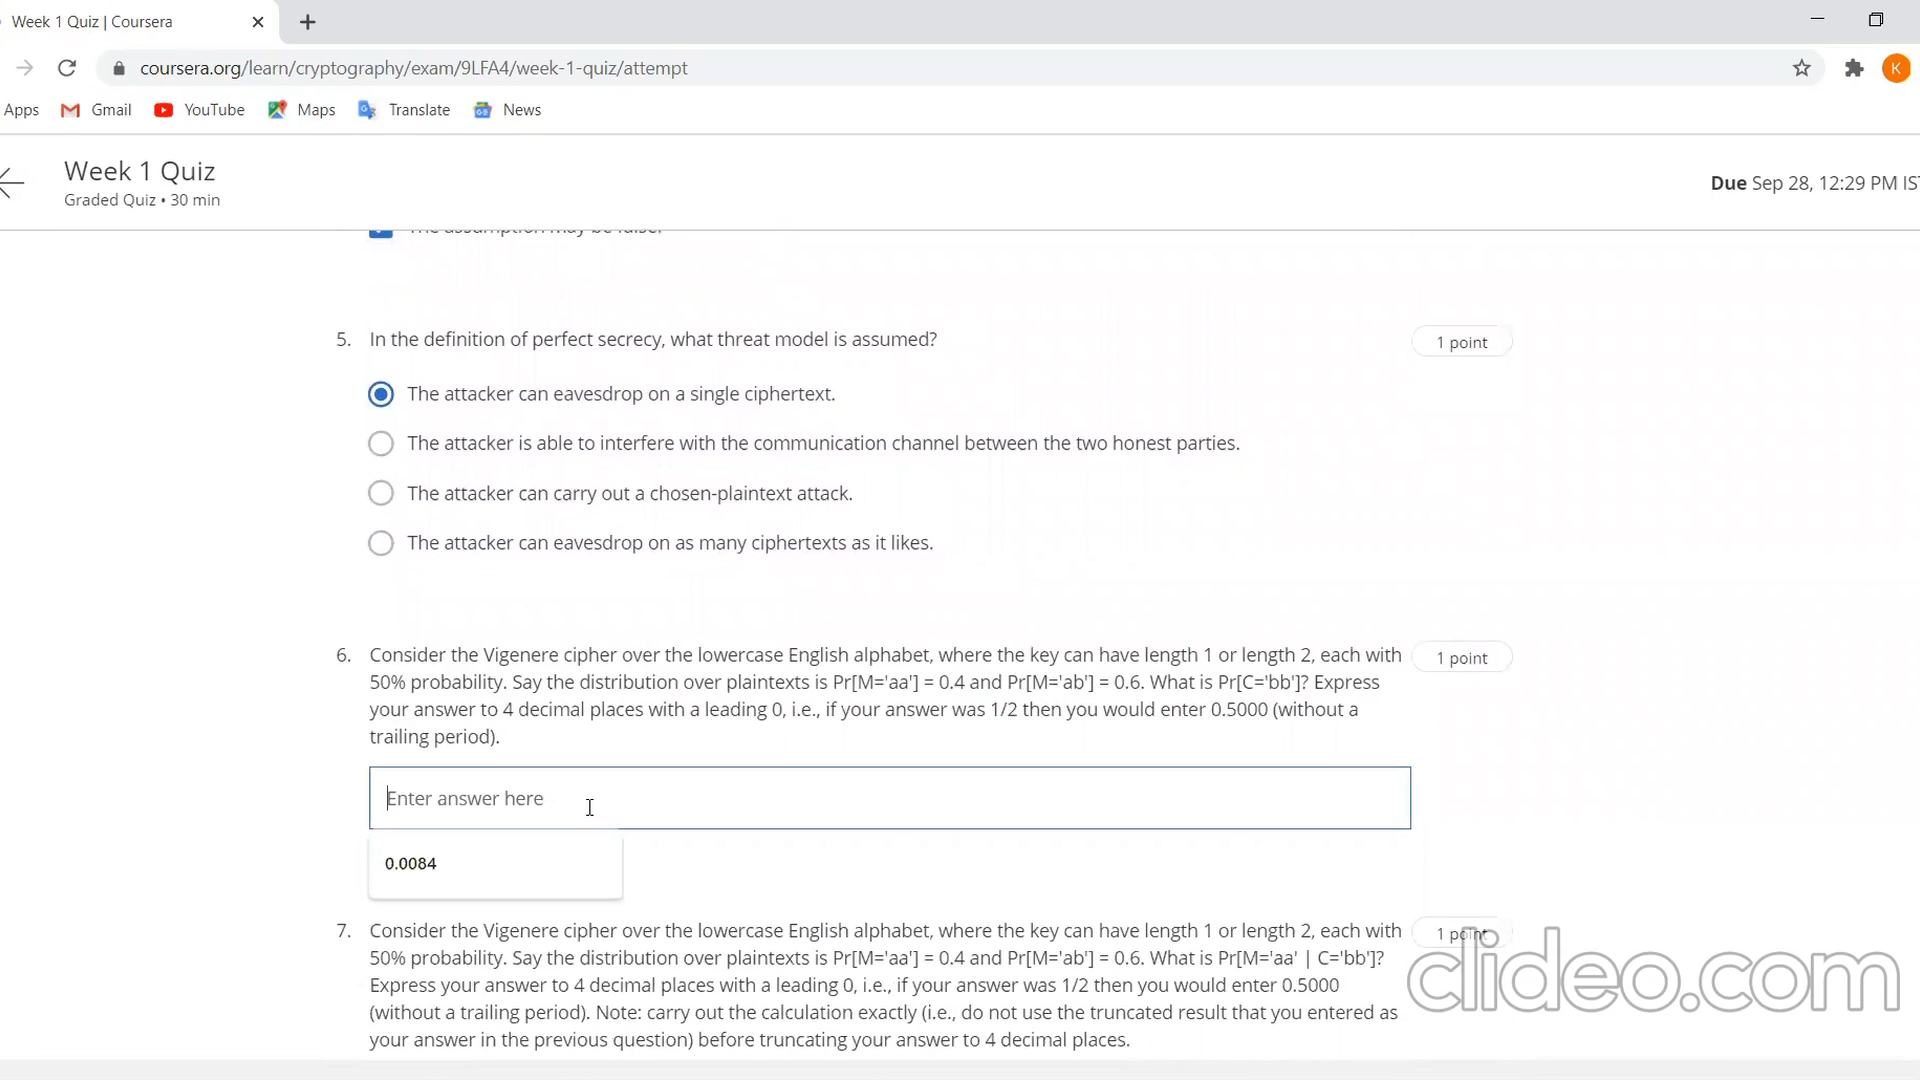 Week 1 Quiz | Coursera
coursera.org/learn/cryptography/exam/9LFA4/week-1-quiz/attempt
K
Apps Gmail YouTube Maps Translate News
Week 1 Quiz
Graded Quiz • 30 min
Due Sep 28, 12:29 PM IST
The assumption may be false.
5. In the definition of perfect secrecy, what threat model is assumed?
1 point
The attacker can eavesdrop on a single ciphertext.
The attacker is able to interfere with the communication channel between the two honest parties.
The attacker can carry out a chosen-plaintext attack.
The attacker can eavesdrop on as many ciphertexts as it likes.
6. Consider the Vigenere cipher over the lowercase English alphabet, where the key can have length 1 or length 2, each with
1 point
50% probability. Say the distribution over plaintexts is Pr[M='aa'] = 0.4 and Pr[M='ab'] = 0.6. What is Pr[C='bb']? Express
your answer to 4 decimal places with a leading 0, i.e., if your answer was 1/2 then you would enter 0.5000 (without a
trailing period).
Enter answer here
0.0084
7. Consider the Vigenere cipher over the lowercase English alphabet, where the key can have length 1 or length 2, each with
1 point
50% probability. Say the distribution over plaintexts is Pr[M='aa'] = 0.4 and Pr[M='ab'] = 0.6. What is Pr[M='aa' | C='bb']?
Express your answer to 4 decimal places with a leading 0, i.e., if your answer was 1/2 then you would enter 0.5000
(without a trailing period). Note: carry out the calculation exactly (i.e., do not use the truncated result that you entered as
your answer in the previous question) before truncating your answer to 4 decimal places.
clideo.com